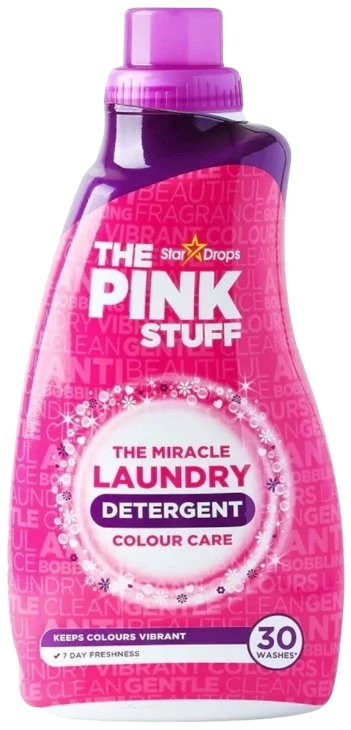 Star Drops
THE
PINK
STUFF
THE MIRACLE
LAUNDRY
DETERGENT
COLOUR CARE
KEEPS COLOURS VIBRANT
✓ 7 DAY FRESHNESS
30
WASHES*